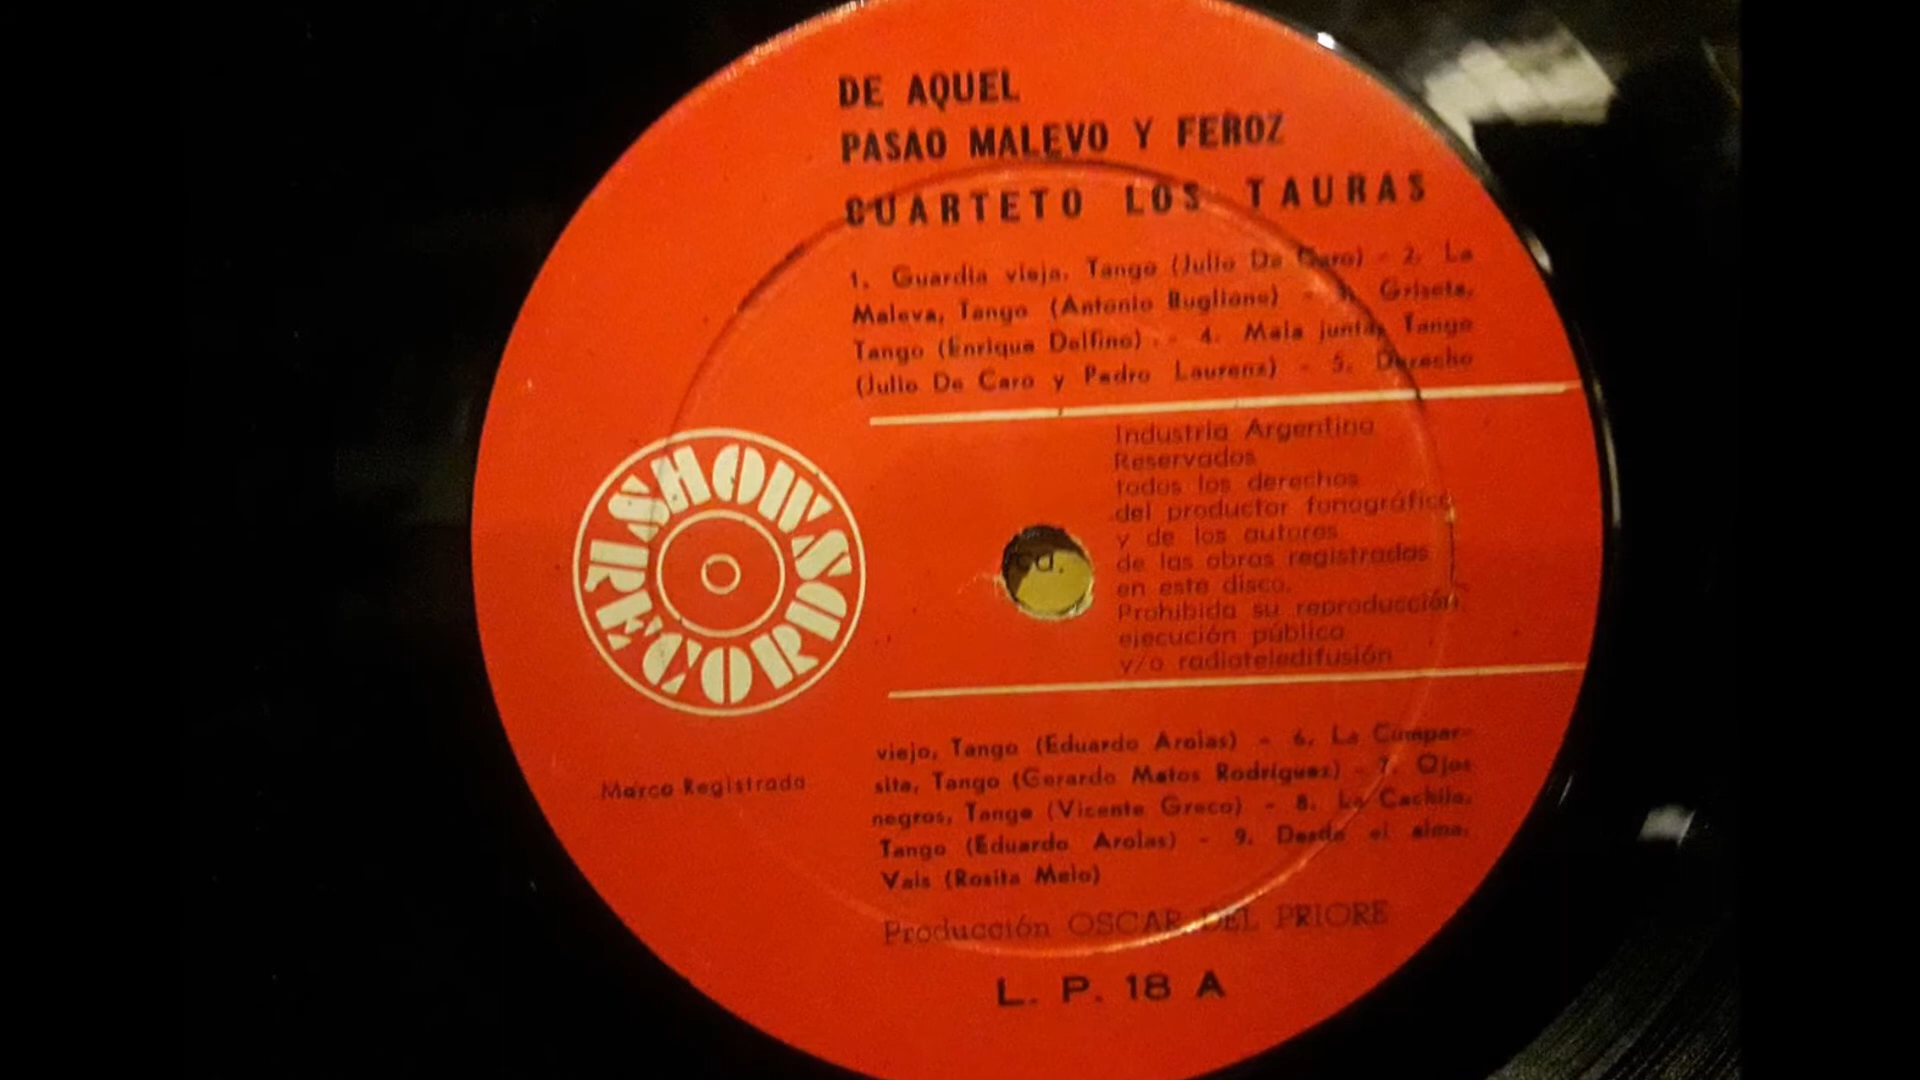 DE AQUEL
PASAO MALEVO Y FEROZ
CUARTETO LOS TAURAS
1. Guardia vieja, Tango (Julio De Caro) - 2. La
Maleva, Tango (Antonio Buglione) - 3. Griseta,
Tango (Enrique Delfino) - 4. Mala junta, Tango
(Julio De Caro y Pedro Laurenz) - 5. Derecho
Industria Argentina
Reservados
todos los derechos
del productor fonográfico
y de los autores
de las obras registradas
en este disco.
Prohibida su reproducción,
ejecución pública
y/o radioteledifusión
SHOWS RECORDS
Marca Registrada
viejo, Tango (Eduardo Arolas) - 6. La Cumpar-
sita, Tango (Gerardo Matos Rodríguez) - 7. Ojos
negros, Tango (Vicente Greco) - 8. La Cachila,
Tango (Eduardo Arolas) - 9. Desde el alma,
Vals (Rosita Melo)
Producción OSCAR DEL PRIORE
L. P. 18 A